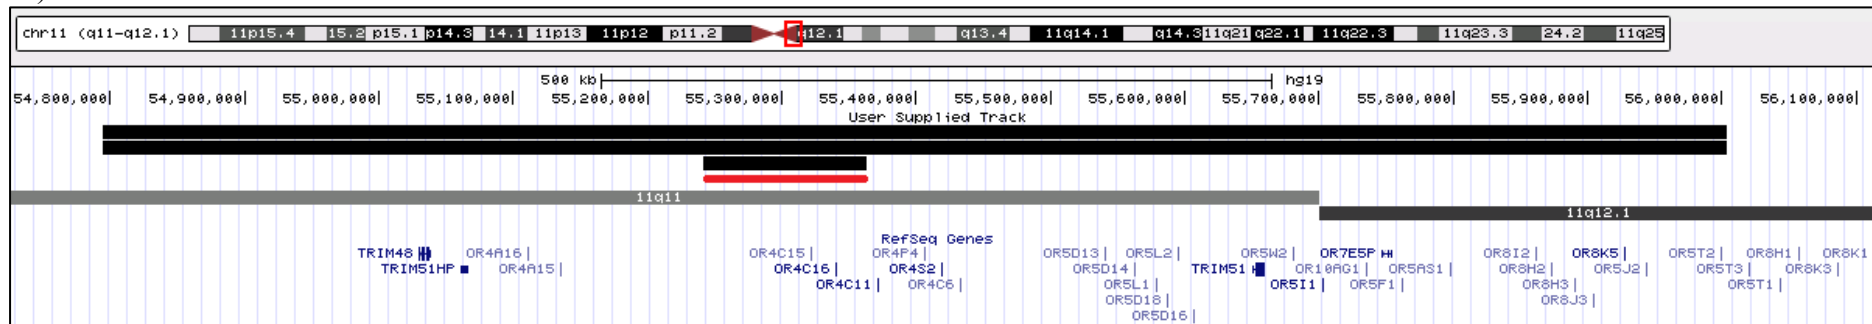 chr11 (q11-q12.1) 11p15.4 15.2 p15.1 p14.3 14.1 11p13 11p12 p11.2 q12.1 q13.4 11q14.1 q14.3 11q21 q22.1 11q22.3 11q23.3 24.2 11q25
500 kb hg19
54,800,000| 54,900,000| 55,000,000| 55,100,000| 55,200,000| 55,300,000| 55,400,000| 55,500,000| 55,600,000| 55,700,000| 55,800,000| 55,900,000| 56,000,000| 56,100,000|
User Supplied Track
11q11
11q12.1
RefSeq Genes
TRIM48 OR4A16 OR4C15 OR4P4 OR5D13 OR5L2 OR5W2 OR7E5P OR8I2 OR8K5 OR5T2 OR8H1 OR8K1
TRIM51HP OR4A15 OR4C16 OR4S2 OR5D14 TRIM51 OR10AG1 OR5AS1 OR8H2 OR5J2 OR5T3 OR8K3
OR4C11 OR4C6 OR5L1 OR5I1 OR5F1 OR8H3 OR5T1
OR5D18 OR8J3
OR5D16